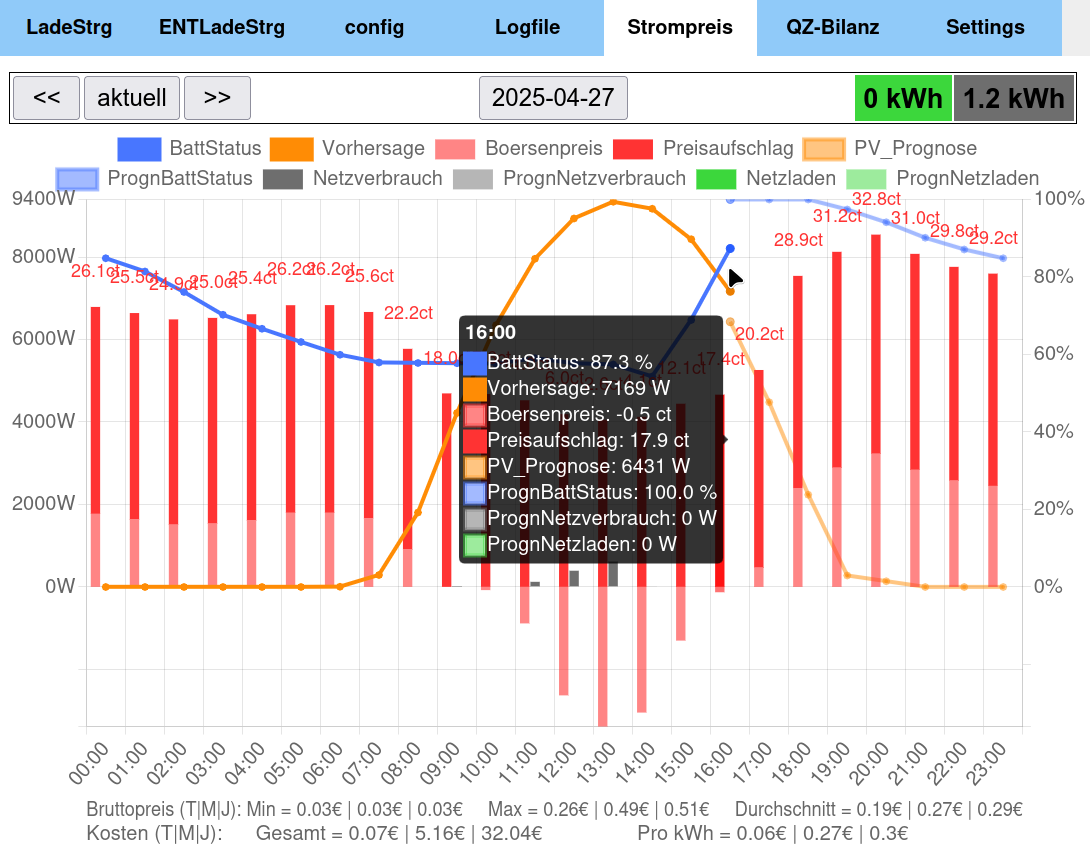 LadeStrg ENTLadeStrg config Logfile Strompreis QZ-Bilanz Settings
<< aktuell >> 2025-04-27 0 kWh 1.2 kWh
BattStatus Vorhersage Boersenpreis Preisaufschlag PV_Prognose
PrognBattStatus Netzverbrauch PrognNetzverbrauch Netzladen PrognNetzladen
9400W 32.8ct 100%
31.2ct 31.0ct
29.8ct 29.2ct
28.9ct
8000W
26.1ct 25.5ct 24.9ct 25.0ct 25.4ct 26.2ct 26.2ct 25.6ct 80%
22.2ct
6000W 20.2ct
18.0 17.4ct 60%
12.1ct
16:00
BattStatus: 87.3 %
Vorhersage: 7169 W
Boersenpreis: -0.5 ct
Preisaufschlag: 17.9 ct
PV_Prognose: 6431 W
PrognBattStatus: 100.0 %
PrognNetzverbrauch: 0 W
PrognNetzladen: 0 W
4000W 40%
2000W 20%
0W 0%
00:00 01:00 02:00 03:00 04:00 05:00 06:00 07:00 08:00 09:00 10:00 11:00 12:00 13:00 14:00 15:00 16:00 17:00 18:00 19:00 20:00 21:00 22:00 23:00
Bruttopreis (T|M|J): Min = 0.03€ | 0.03€ | 0.03€ Max = 0.26€ | 0.49€ | 0.51€ Durchschnitt = 0.19€ | 0.27€ | 0.29€
Kosten (T|M|J): Gesamt = 0.07€ | 5.16€ | 32.04€ Pro kWh = 0.06€ | 0.27€ | 0.3€